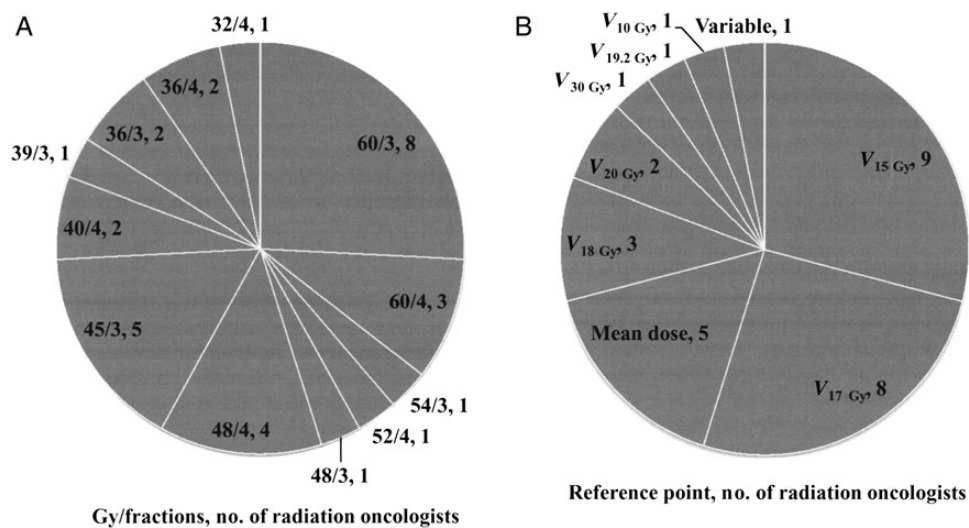 A
32/4, 1
60/3, 8
60/4, 3
54/3, 1
52/4, 1
48/3, 1
48/4, 4
45/3, 5
40/4, 2
39/3, 1
36/3, 2
36/4, 2
Gy/fractions, no. of radiation oncologists
B
Variable, 1
V15 Gy, 9
V17 Gy, 8
Mean dose, 5
V18 Gy, 3
V20 Gy, 2
V30 Gy, 1
V19.2 Gy, 1
V10 Gy, 1
Reference point, no. of radiation oncologists